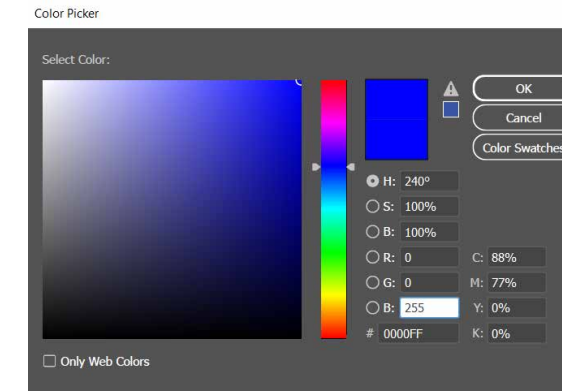 Color Picker
Select Color:
OK
Cancel
Color Swatches
H: 240º
S: 100%
B: 100%
R: 0
C: 88%
G: 0
M: 77%
B: 255
Y: 0%
# 0000FF
K: 0%
Only Web Colors